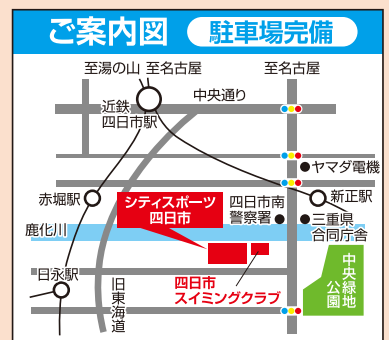 ご案内図 駐車場完備
至湯の山 至名古屋 至名古屋
中央通り
近鉄
四日市駅
ヤマダ電機
赤堀駅
シティスポーツ
四日市
四日市南
警察署
新正駅
三重県
合同庁舎
鹿化川
日永駅
旧東海道
四日市
スイミングクラブ
中央緑地
公園